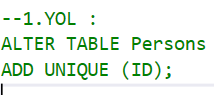 --1.YOL :
ALTER TABLE Persons
ADD UNIQUE (ID);